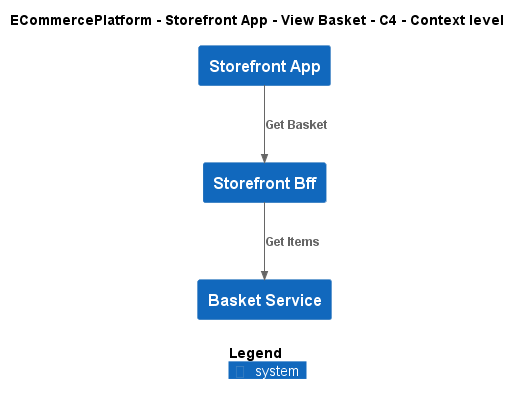 ECommercePlatform - Storefront App - View Basket - C4 - Context level
Storefront App
Get Basket
Storefront Bff
Get Items
Basket Service
Legend
system